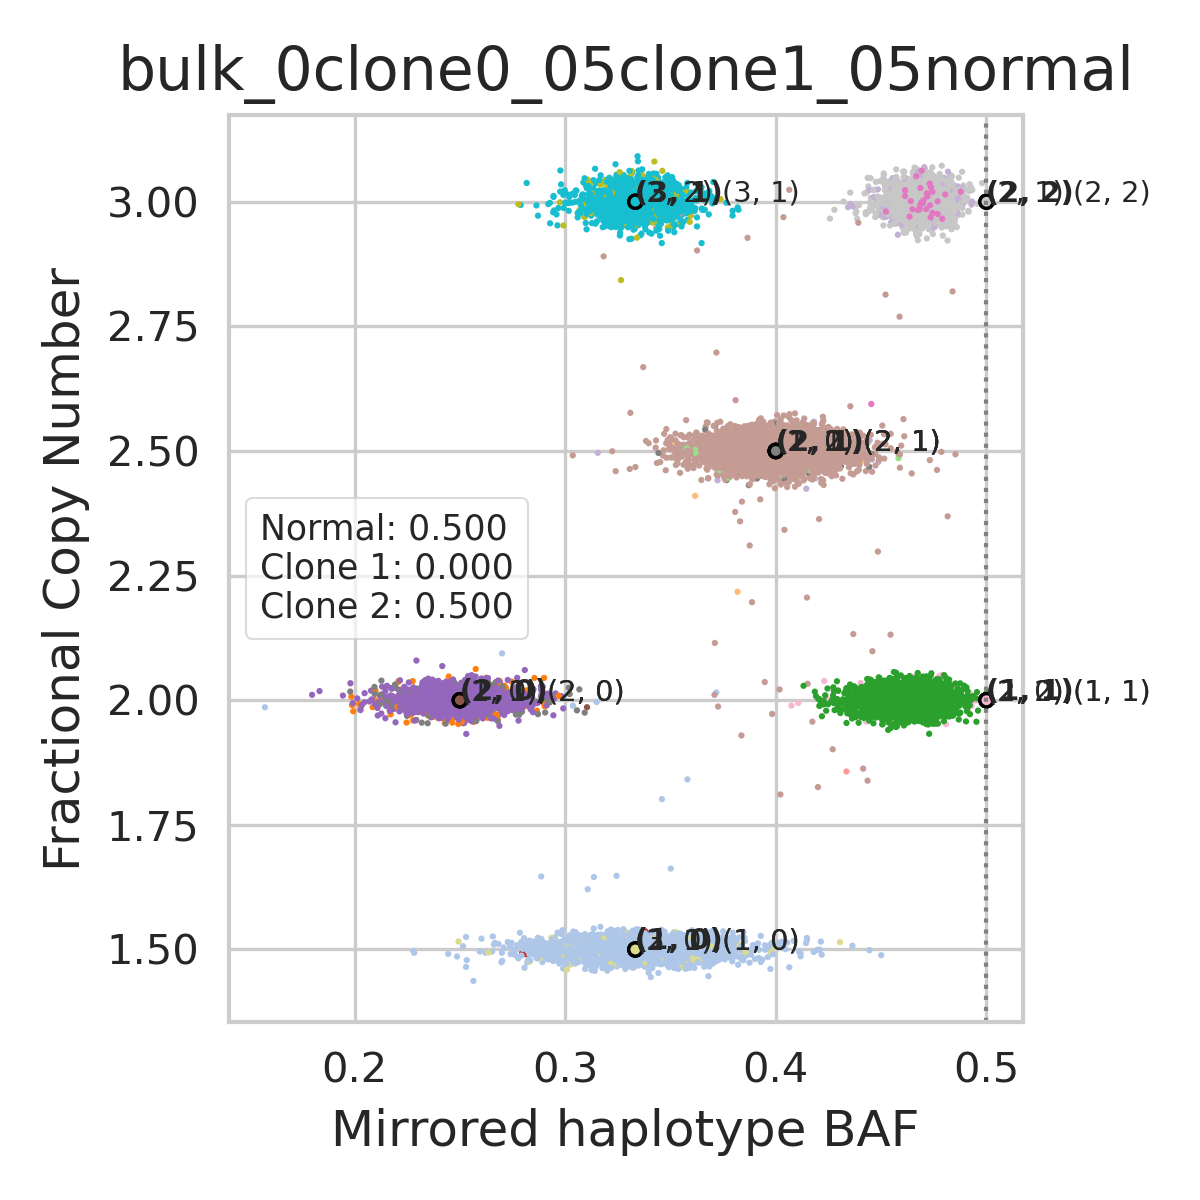 bulk_0clone0_05clone1_05normal
3.00
2.75
2.50
2.25
2.00
1.75
1.50
(3, 1)
(2, 2)
(2, 1)
Normal: 0.500
Clone 1: 0.000
Clone 2: 0.500
(2, 0)
(1, 1)
(1, 0)
0.2
0.3
0.4
0.5
Mirrored haplotype BAF
Fractional Copy Number